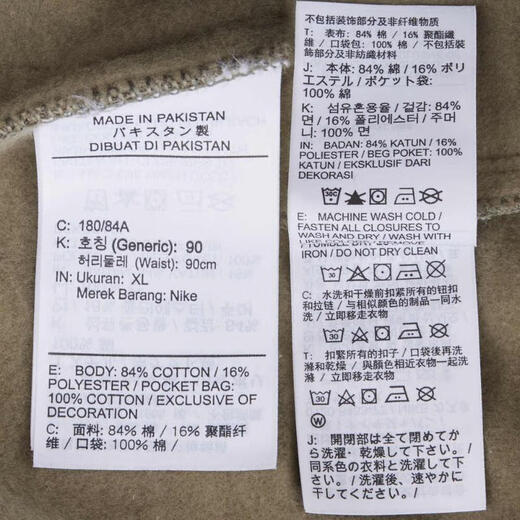 MADE IN PAKISTAN
パキスタン製
DIBUAT DI PAKISTAN
C: 180/84A
K: 호칭 (Generic): 90
허리둘레 (Waist): 90cm
IN: Ukuran: XL
Merek Barang: Nike
E: BODY: 84% COTTON / 16%
POLYESTER / POCKET BAG:
100% COTTON / EXCLUSIVE OF
DECORATION
C: 面料: 84% 棉 / 16% 聚酯纤
维 / 口袋: 100% 棉 /
不包括装饰部分及非纤维物质
T: 表布: 84% 棉 / 16% 聚酯纖
維 / 口袋包: 100% 棉 / 不包括裝
飾部分及非紡織材料
J: 本体: 84% 綿 / 16% ポリ
エステル / ポケット袋:
100% 綿
K: 섬유혼용율 / 겉감: 84%
면 / 16% 폴리에스터 / 주머
니: 100% 면
IN: BADAN: 84% KATUN / 16%
POLIESTER / BEG POKET: 100%
KATUN / EKSKLUSIF DARI
DEKORASI
E: MACHINE WASH COLD /
FASTEN ALL CLOSURES TO
WASH AND DRY / WASH WITH
IRON / DO NOT DRY CLEAN
C: 水洗和干燥前扣紧所有的钮扣
和拉链 / 与相似颜色的制品一同水
洗 / 立即移走衣物
T: 扣緊所有的扣子 / 口袋後再洗
滌和乾燥 / 與顏色相近衣物一起洗
滌 / 立即移走衣物
J: 開閉部は全て閉めてか
ら洗濯・乾燥して下さい。/
同系色の衣料と洗濯して下
さい。/ 洗濯後、速やかに
干して下さい。/